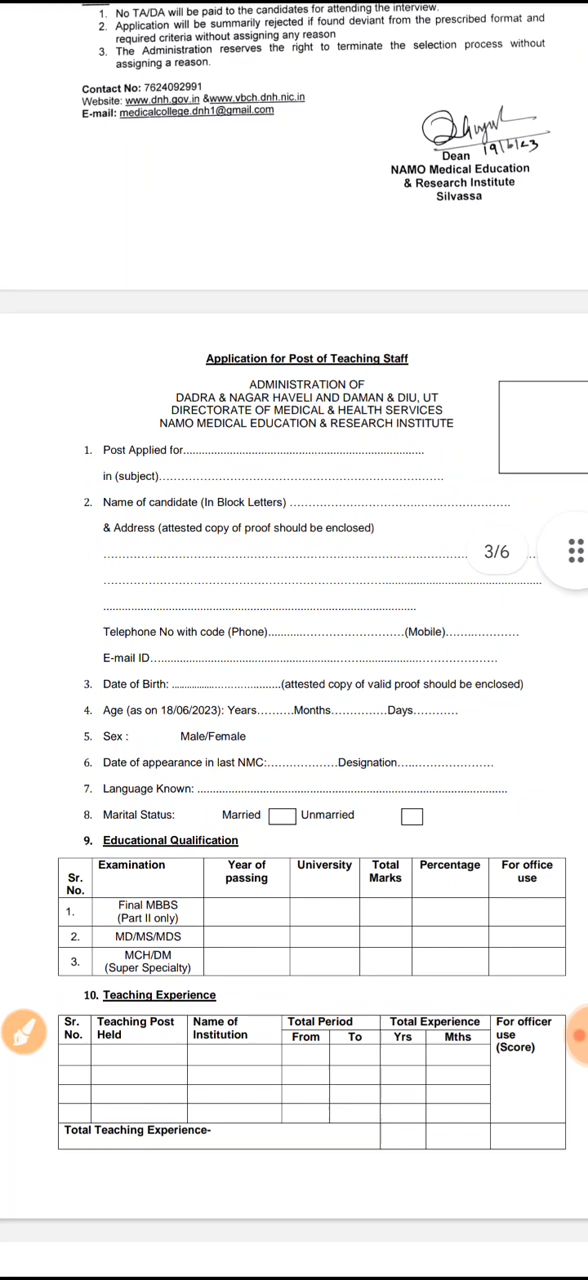 1. No TA/DA will be paid to the candidates for attending the interview.
2. Application will be summarily rejected if found deviant from the prescribed format and
required criteria without assigning any reason
3. The Administration reserves the right to terminate the selection process without
assigning a reason.
Contact No: 7624092991
Website: www.dnh.gov.in &www.vbch.dnh.nic.in
E-mail: medicalcollege.dnh1@gmail.com
19/6/23
Dean
NAMO Medical Education
& Research Institute
Silvassa
Application for Post of Teaching Staff
ADMINISTRATION OF
DADRA & NAGAR HAVELI AND DAMAN & DIU, UT
DIRECTORATE OF MEDICAL & HEALTH SERVICES
NAMO MEDICAL EDUCATION & RESEARCH INSTITUTE
1. Post Applied for
in (subject)
2. Name of candidate (In Block Letters)
& Address (attested copy of proof should be enclosed)
3/6
Telephone No with code (Phone) (Mobile)
E-mail ID
3. Date of Birth: (attested copy of valid proof should be enclosed)
4. Age (as on 18/06/2023): Years Months Days
5. Sex : Male/Female
6. Date of appearance in last NMC: Designation
7. Language Known:
8. Marital Status: Married Unmarried
9. Educational Qualification
Sr. No. Examination Year of passing University Total Marks Percentage For office use
1. Final MBBS (Part II only)
2. MD/MS/MDS
3. MCH/DM (Super Specialty)
10. Teaching Experience
Sr. No. Teaching Post Held Name of Institution Total Period Total Experience For officer use (Score)
From To Yrs Mths
Total Teaching Experience-